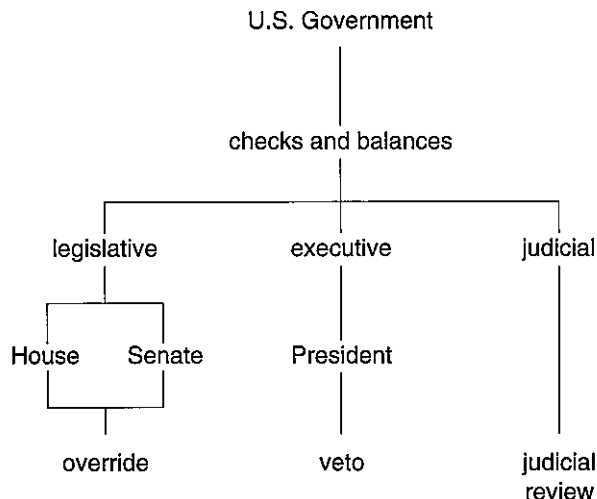 U.S. Government
checks and balances
legislative executive judicial
House Senate President
override veto judicial
review